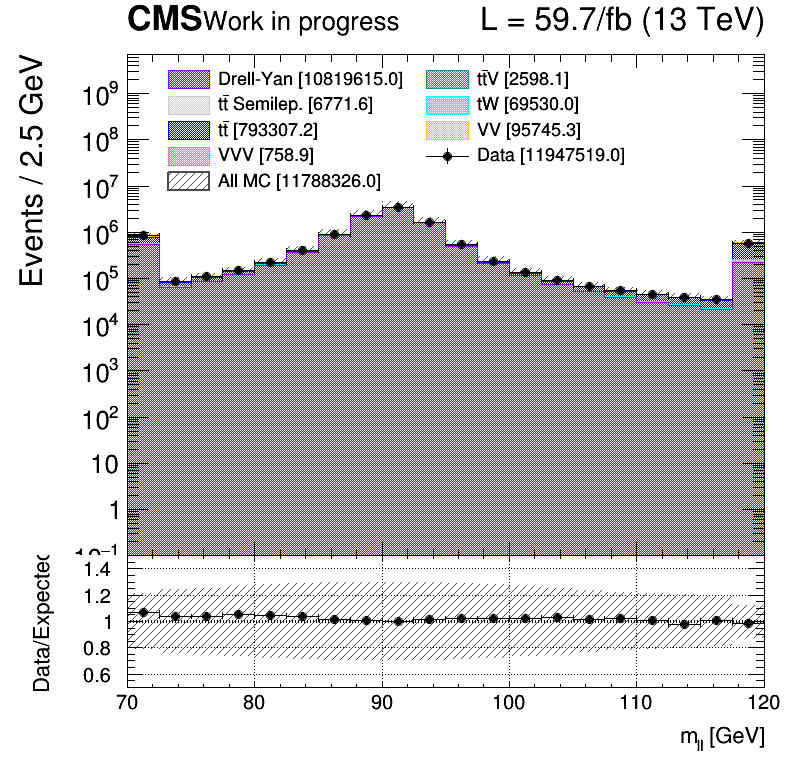 CMS Work in progress L = 59.7/fb (13 TeV)
Events / 2.5 GeV
Drell-Yan [10819615.0] tt̄V [2598.1]
tt̄ Semilep. [6771.6] tW [69530.0]
tt̄ [793307.2] VV [95745.3]
VVV [758.9] Data [11947519.0]
All MC [11788326.0]
10⁹
10⁸
10⁷
10⁶
10⁵
10⁴
10³
10²
10
1
10⁻¹
Data/Expected
1.4
1.2
1
0.8
0.6
70 80 90 100 110 120
m_ll [GeV]